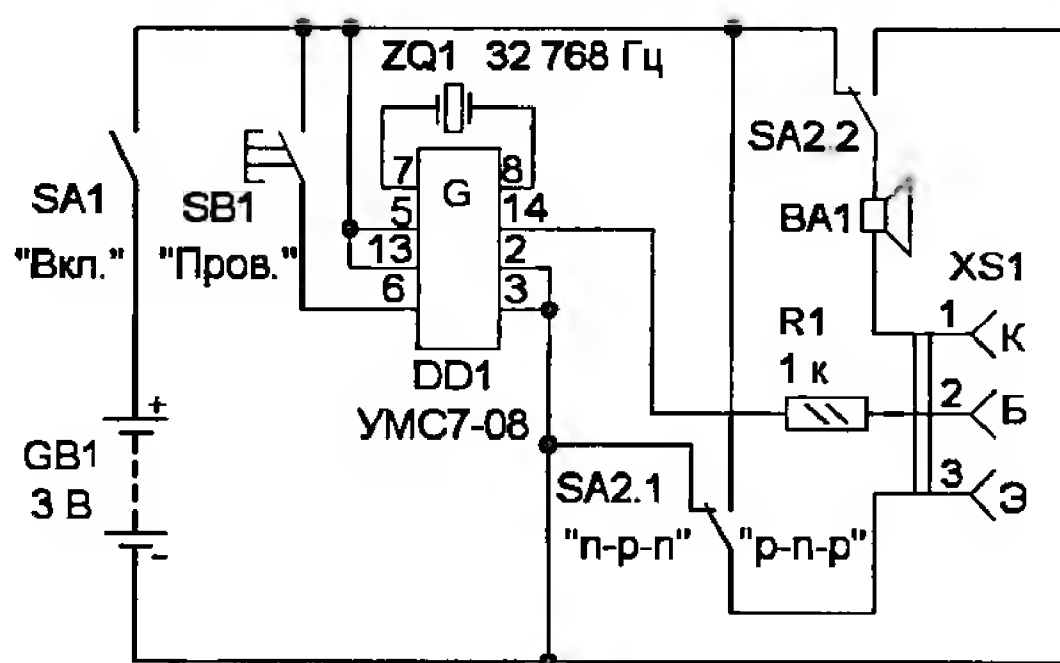 ZQ1 32 768 Гц
SA1
"Вкл."
SB1
"Пров."
7
5
13
6
G
8
14
2
3
DD1
УМС7-08
GB1
3 В
+
-
SA2.2
BA1
XS1
R1
1 к
1
К
2
Б
3
Э
SA2.1
"n-p-n"
"p-n-p"